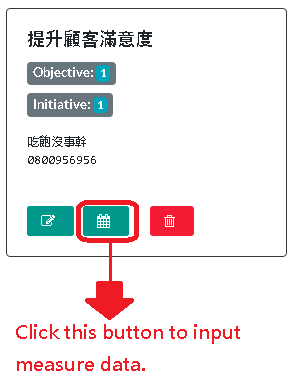 提升顧客滿意度
Objective: 1
Initiative: 1
吃飽沒事幹
0800956956
Click this button to input
measure data.